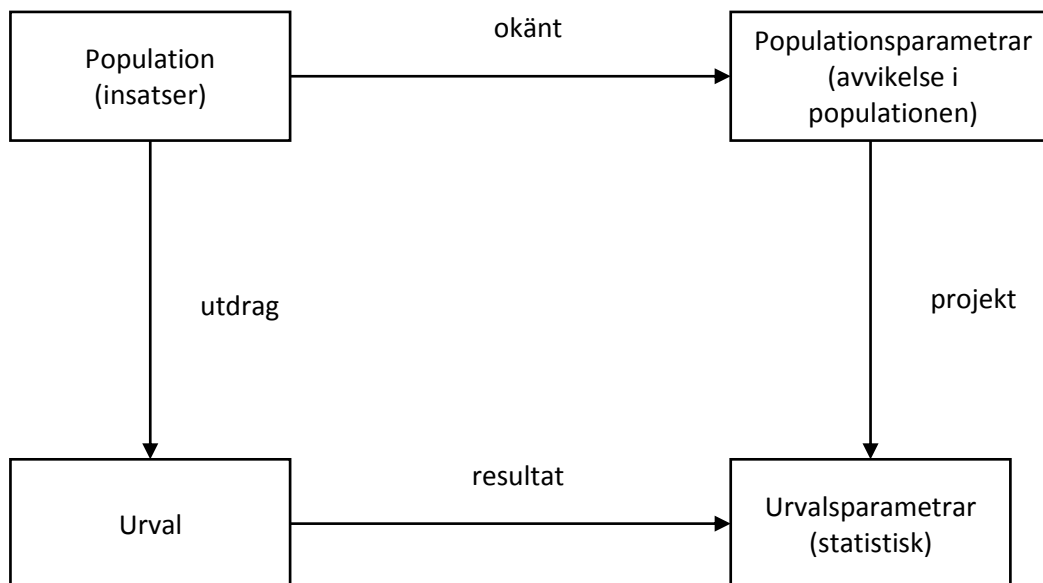 Population
(insatser)
okänt
Populationsparametrar
(avvikelse i
populationen)
utdrag
projekt
Urval
resultat
Urvalsparametrar
(statistisk)